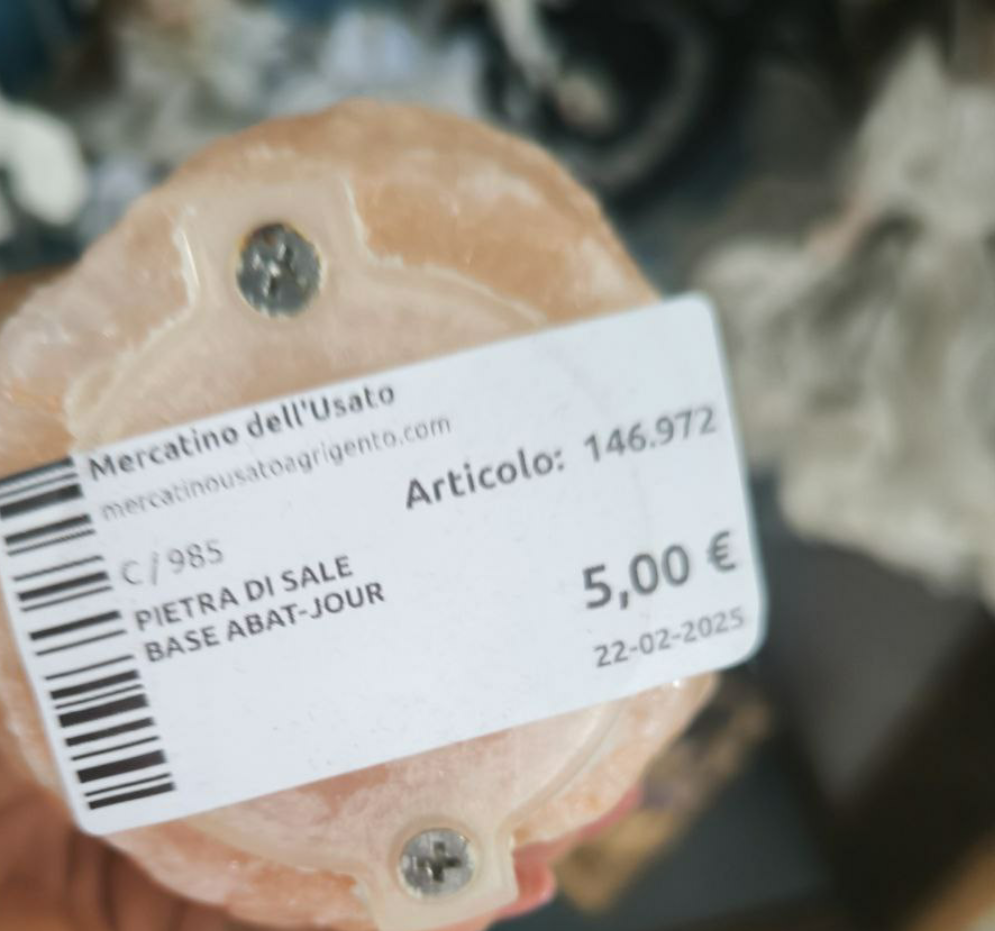 Mercatino dell'Usato
mercatinousatoagrigento.com
Articolo: 146.972
C/985
PIETRA DI SALE
BASE ABAT-JOUR
5,00 €
22-02-2025